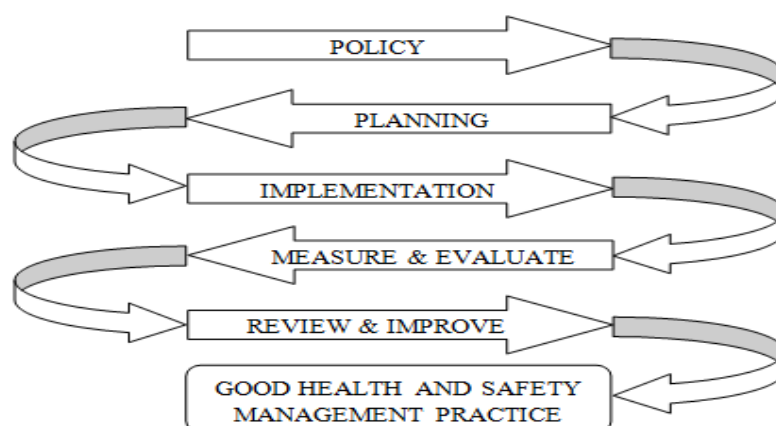 POLICY
PLANNING
IMPLEMENTATION
MEASURE & EVALUATE
REVIEW & IMPROVE
GOOD HEALTH AND SAFETY
MANAGEMENT PRACTICE